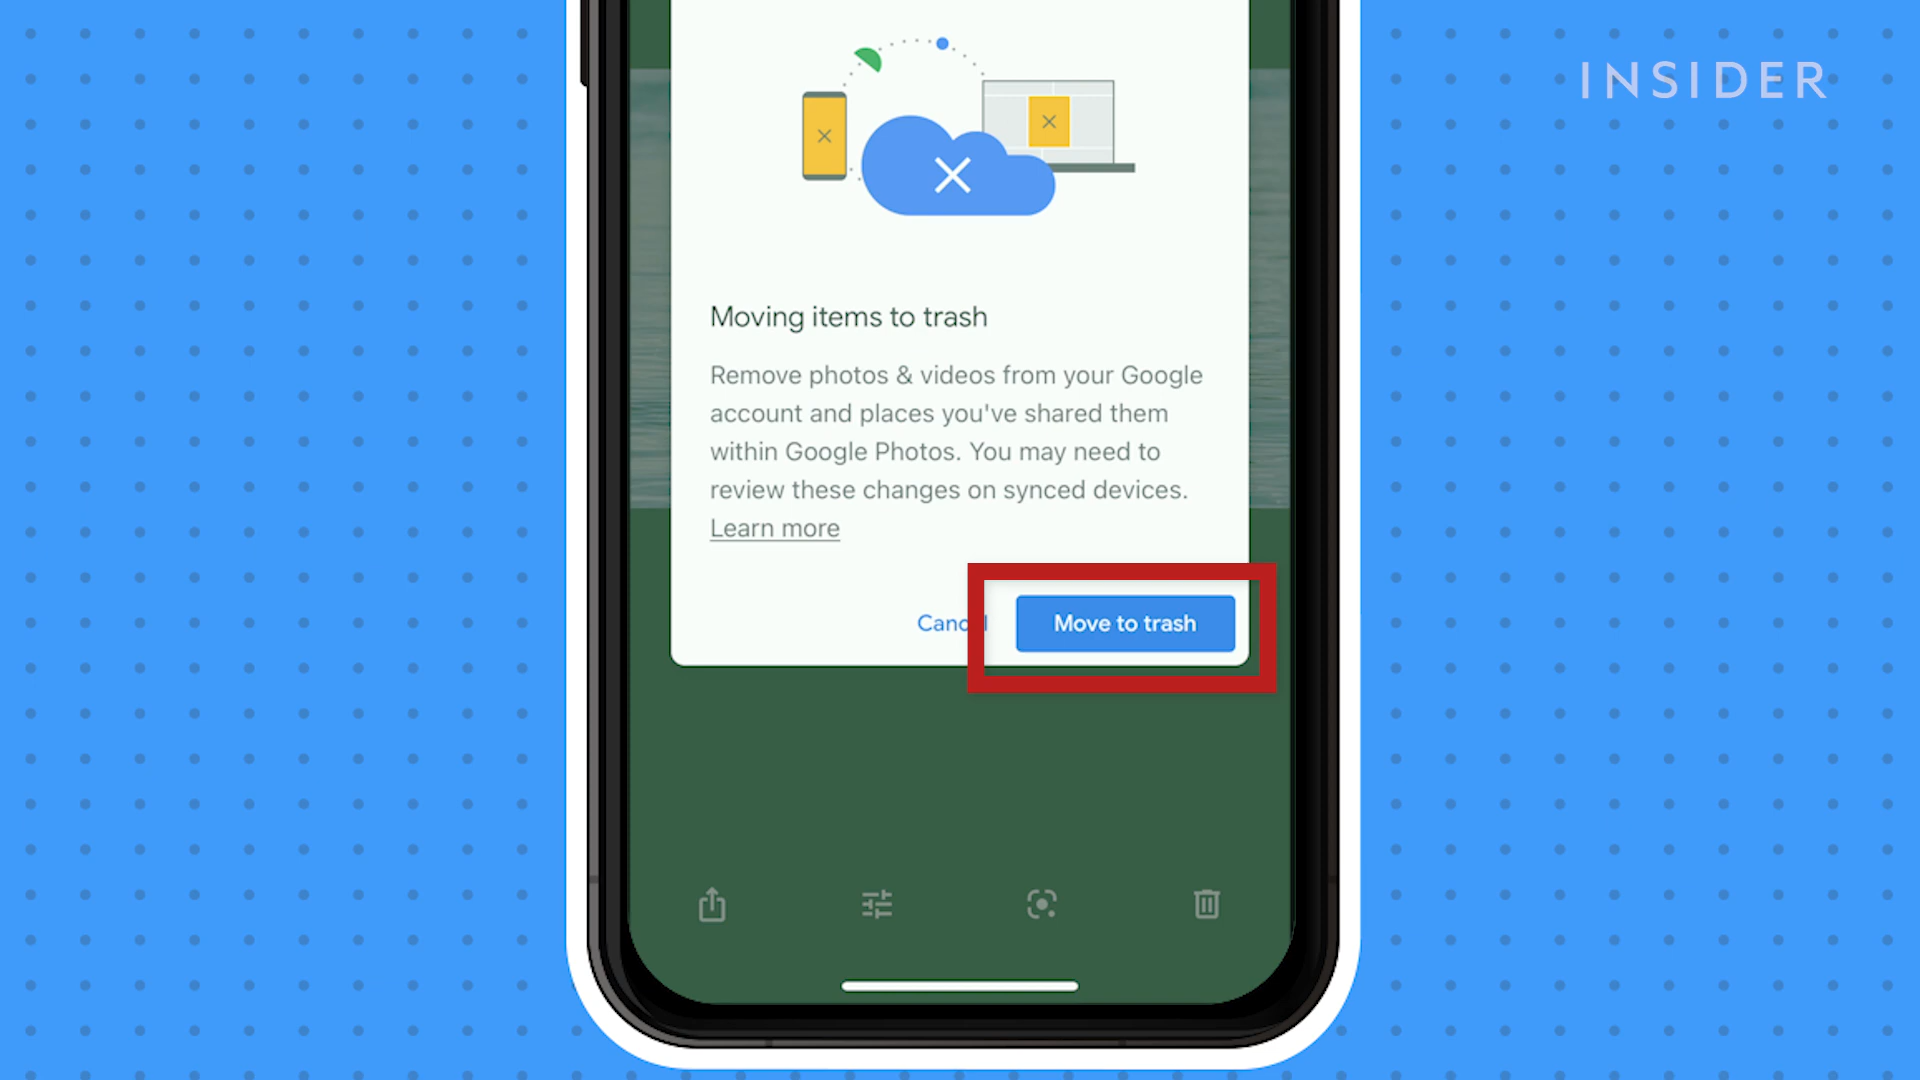 INSIDER
Moving items to trash
Remove photos & videos from your Google
account and places you've shared them
within Google Photos. You may need to
review these changes on synced devices.
Learn more
Cancel
Move to trash